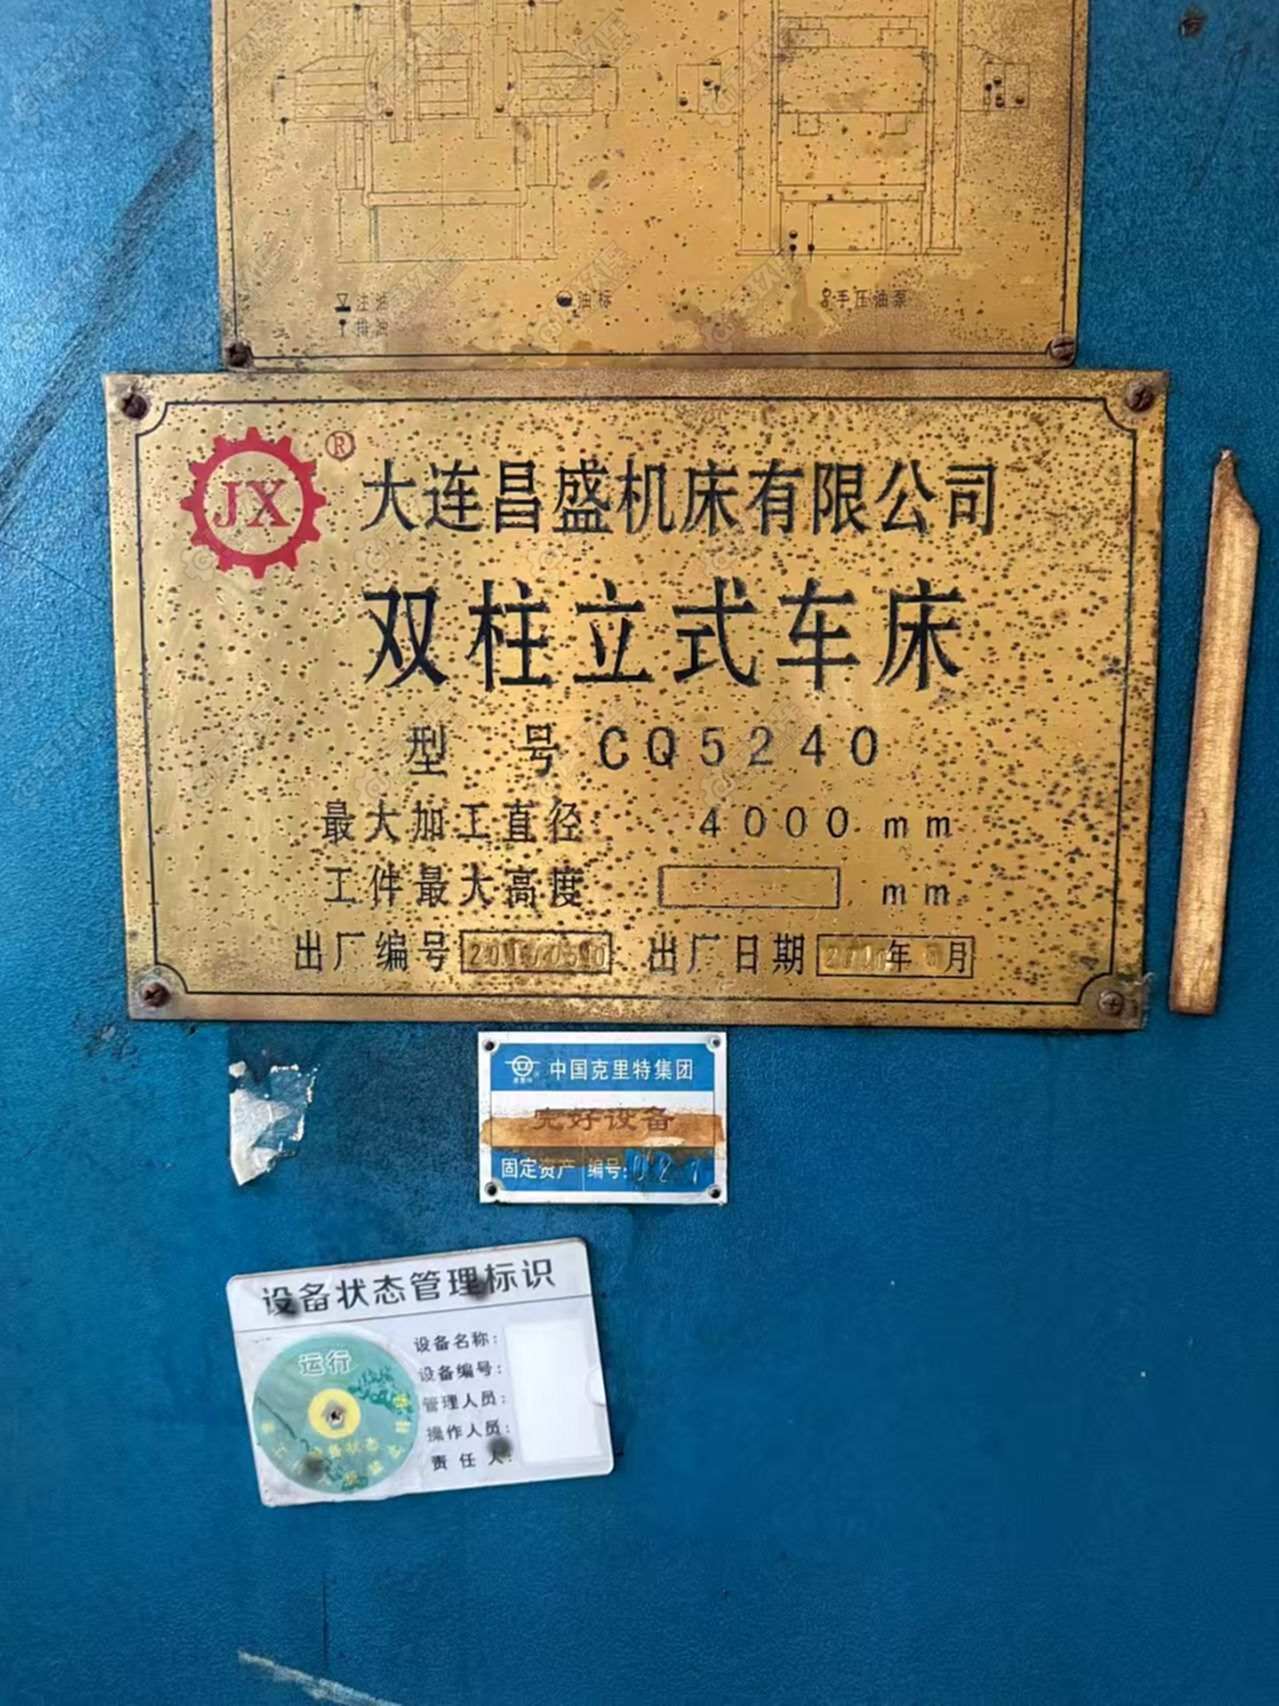 注油
油标
手压油泵
排油
JX ®
大连昌盛机床有限公司
双柱立式车床
型 号 CQ5240
最大加工直径 4000 mm
工件最大高度 mm
出厂编号 出厂日期 年 月
中国克里特集团
完好设备
固定资产 编号:
设备状态管理标识
运行
设备状态
设备名称:
设备编号:
管理人员:
操作人员:
责任人: